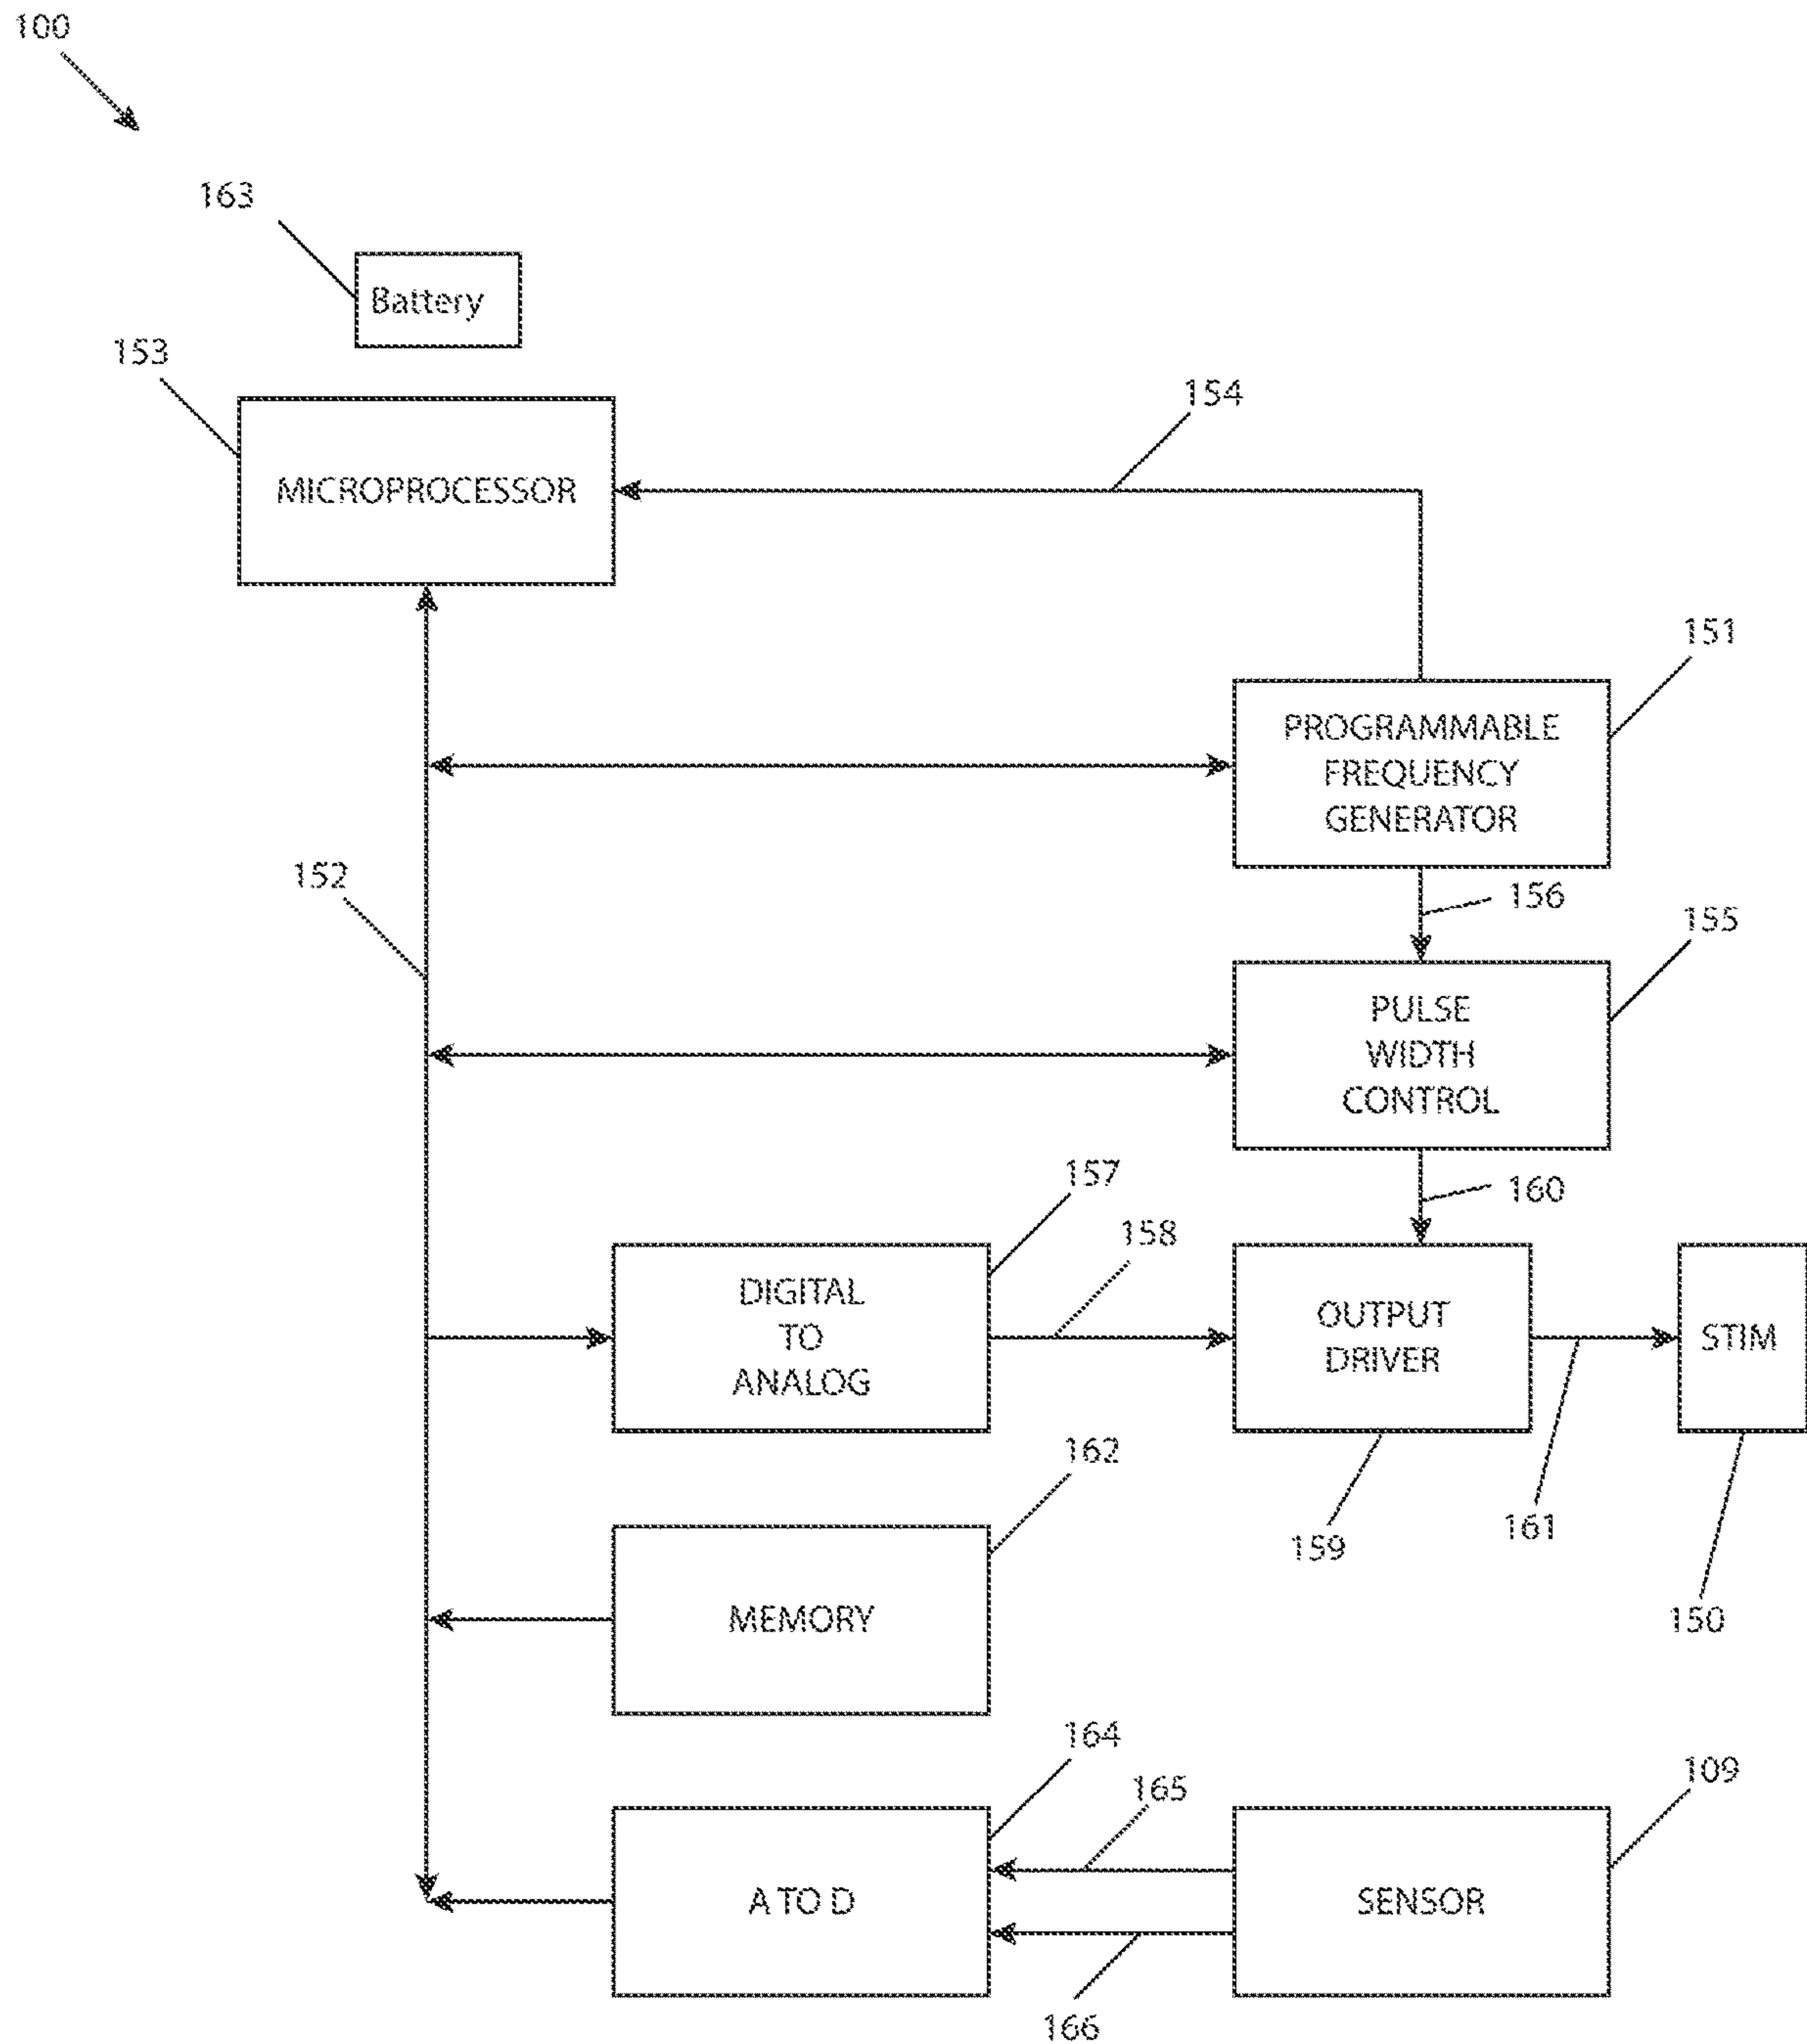 100
163
Battery
153
MICROPROCESSOR
154
151
PROGRAMMABLE
FREQUENCY
GENERATOR
152
156
155
PULSE
WIDTH
CONTROL
160
157
158
DIGITAL
TO
ANALOG
OUTPUT
DRIVER
STIM
159
161
150
162
MEMORY
164
165
109
A TO D
SENSOR
166